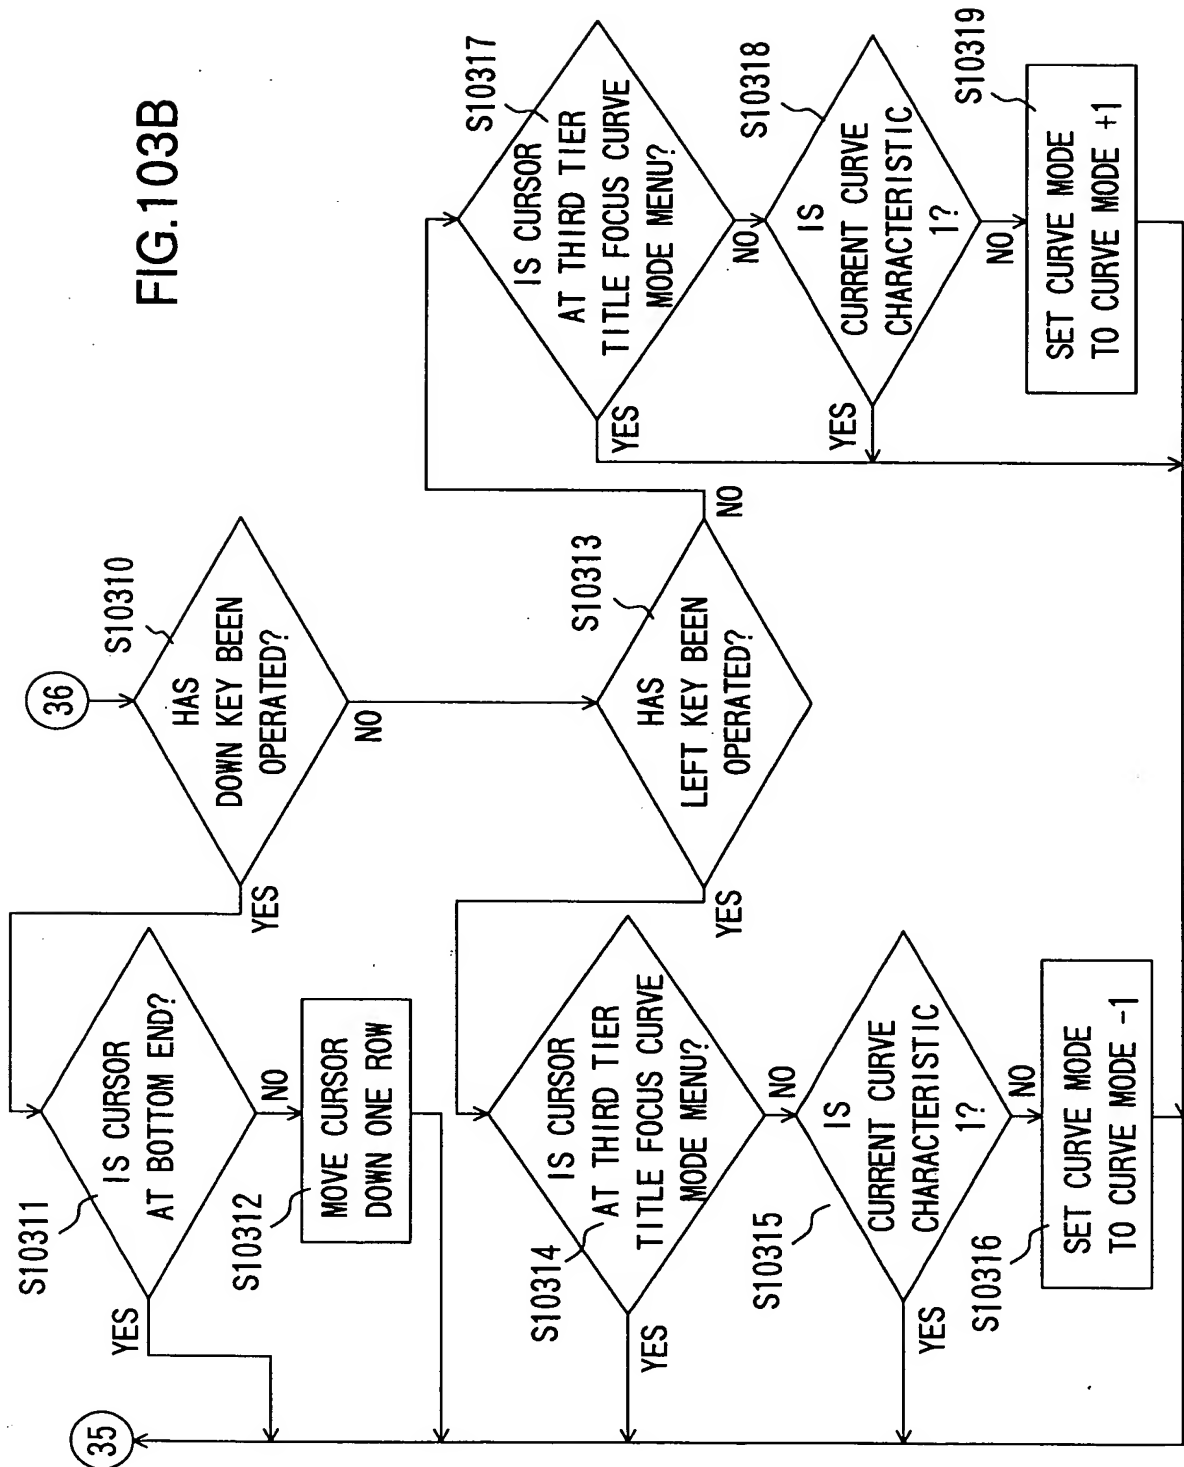 FIG.103B
36
S10310
HAS
DOWN KEY BEEN
OPERATED?
YES
NO
S10311
IS CURSOR
AT BOTTOM END?
YES
NO
S10312
MOVE CURSOR
DOWN ONE ROW
35
S10313
HAS
LEFT KEY BEEN
OPERATED?
YES
NO
S10314
IS CURSOR
AT THIRD TIER
TITLE FOCUS CURVE
MODE MENU?
YES
NO
S10315
IS
CURRENT CURVE
CHARACTERISTIC
1?
YES
NO
S10316
SET CURVE MODE
TO CURVE MODE -1
S10317
IS CURSOR
AT THIRD TIER
TITLE FOCUS CURVE
MODE MENU?
YES
NO
S10318
IS
CURRENT CURVE
CHARACTERISTIC
1?
YES
NO
S10319
SET CURVE MODE
TO CURVE MODE +1